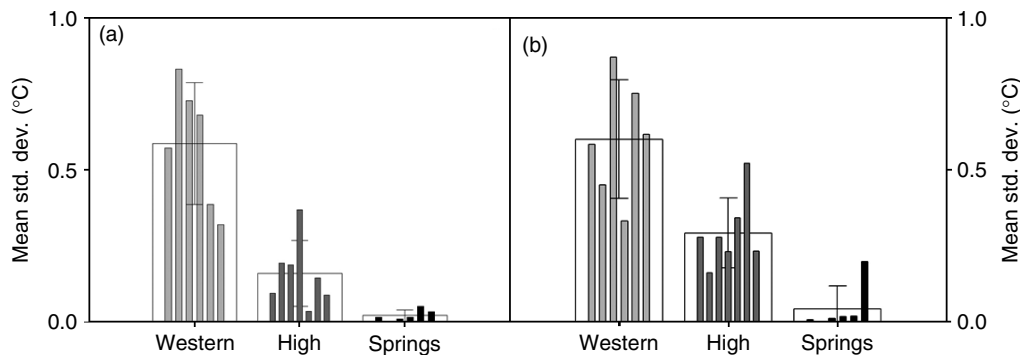 1.0
(a)
(b)
1.0
Mean std. dev. (°C)
0.5
0.5
Mean std. dev. (°C)
0.0
0.0
Western
High
Springs
Western
High
Springs